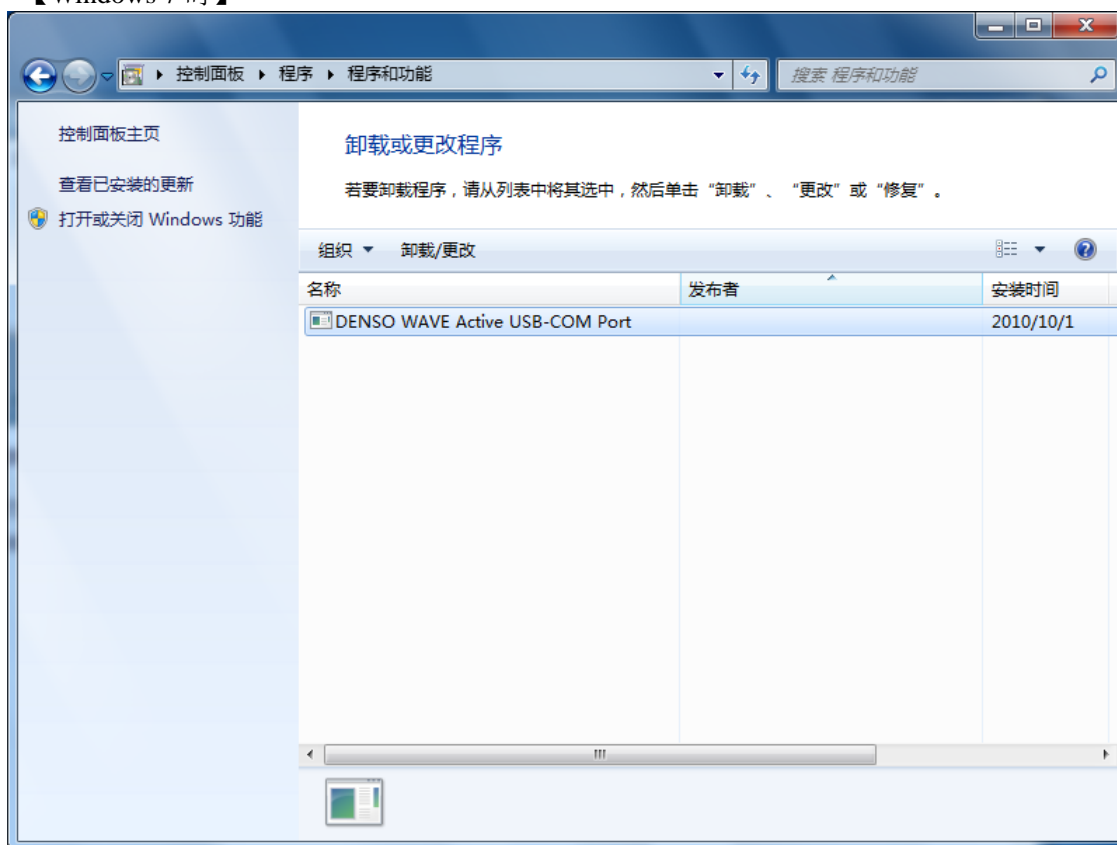 【Windows 7 时】
控制面板 ▸ 程序 ▸ 程序和功能
搜索 程序和功能
控制面板主页
查看已安装的更新
打开或关闭 Windows 功能
卸载或更改程序
若要卸载程序，请从列表中将其选中，然后单击“卸载”、“更改”或“修复”。
组织 卸载/更改
名称 发布者 安装时间
DENSO WAVE Active USB-COM Port 2010/10/1